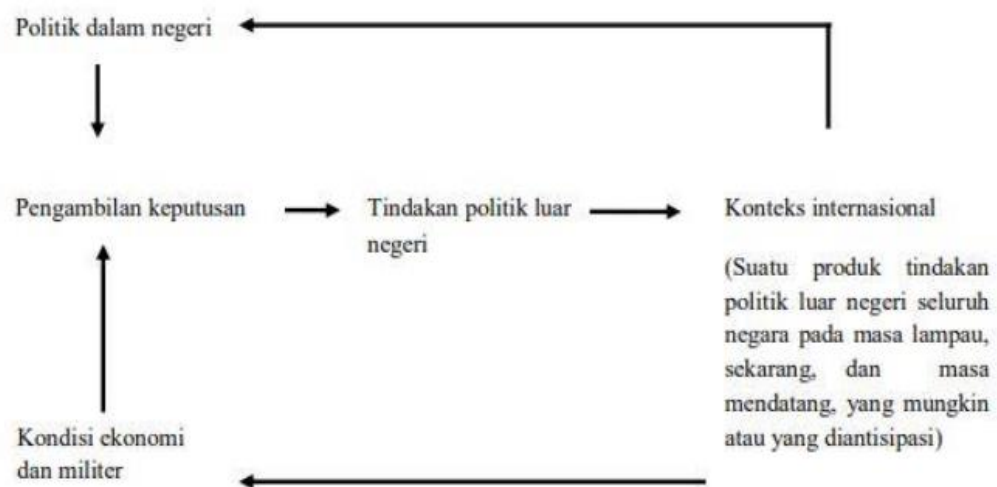 Politik dalam negeri
Pengambilan keputusan
Tindakan politik luar
negeri
Konteks internasional
(Suatu produk tindakan
politik luar negeri seluruh
negara pada masa lampau,
sekarang, dan masa
mendatang, yang mungkin
atau yang diantisipasi)
Kondisi ekonomi
dan militer